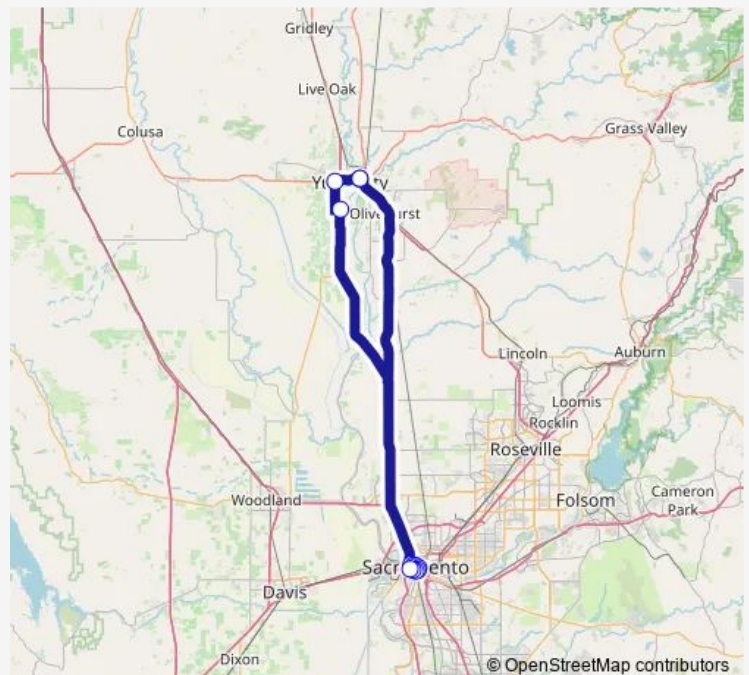 Gridley
Live Oak
Colusa
Grass Valley
Lincoln
Auburn
Loomis
Rocklin
Roseville
Folsom
Cameron
Park
Woodland
Davis
Dixon
© OpenStreetMap contributors